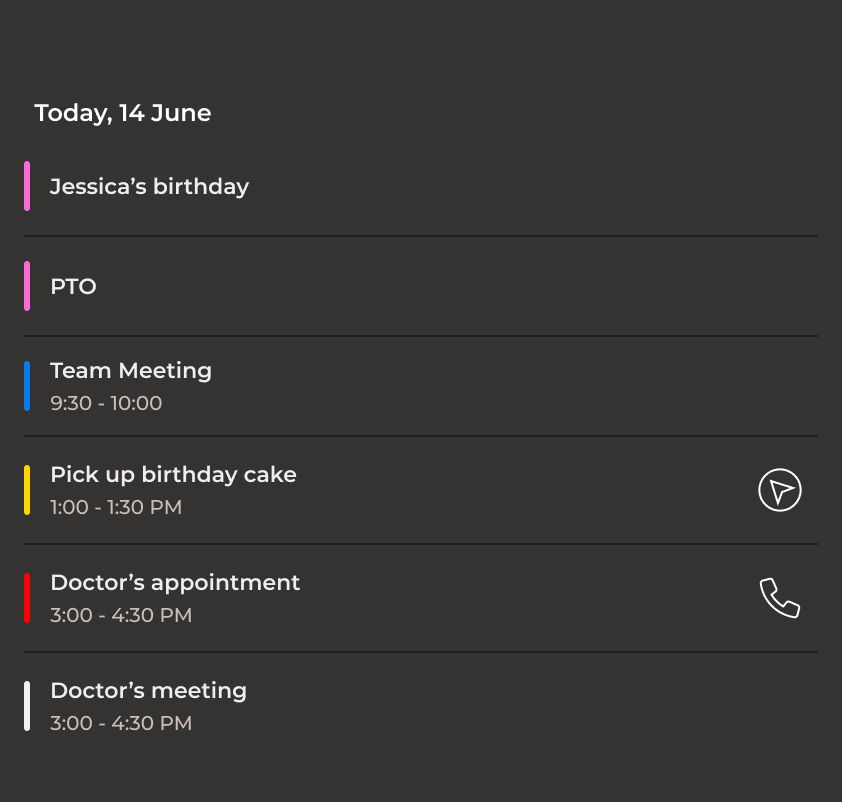 Today, 14 June
Jessica’s birthday
PTO
Team Meeting
9:30 - 10:00
Pick up birthday cake
1:00 - 1:30 PM
Doctor’s appointment
3:00 - 4:30 PM
Doctor’s meeting
3:00 - 4:30 PM